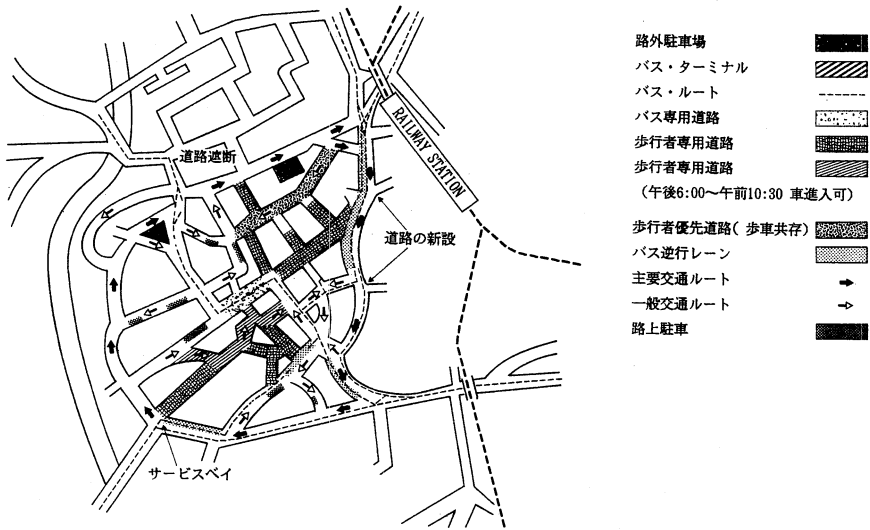 道路遮断
RAILWAY STATION
道路の新設
サービスベイ
路外駐車場
バス・ターミナル
バス・ルート
バス専用道路
歩行者専用道路
歩行者専用道路
(午後6:00～午前10:30 車進入可)
歩行者優先道路( 歩車共存)
バス逆行レーン
主要交通ルート
一般交通ルート
路上駐車